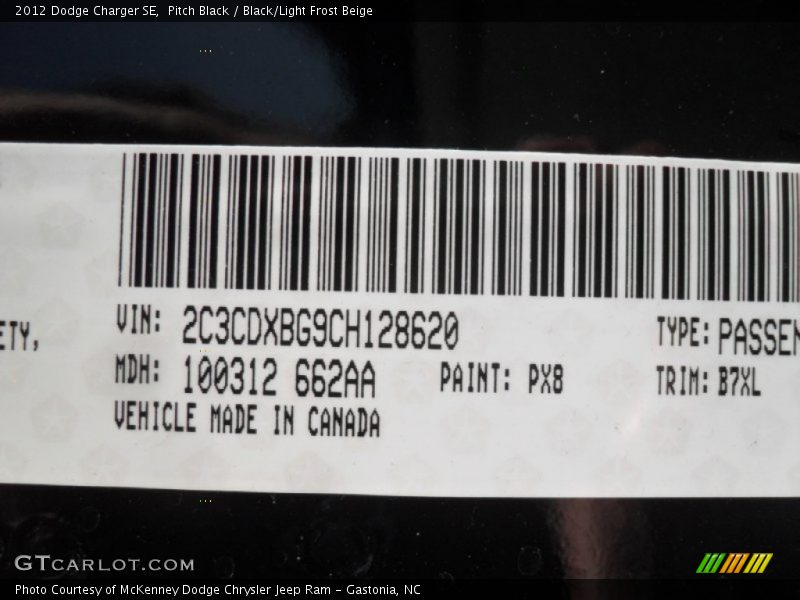 2012 Dodge Charger SE,  Pitch Black / Black/Light Frost Beige
ETY,
VIN: 2C3CDXBG9CH128620
TYPE: PASSEN
MDH: 100312 662AA
PAINT: PX8
TRIM: B7XL
VEHICLE MADE IN CANADA
GTCARLOT.COM
Photo Courtesy of McKenney Dodge Chrysler Jeep Ram – Gastonia, NC